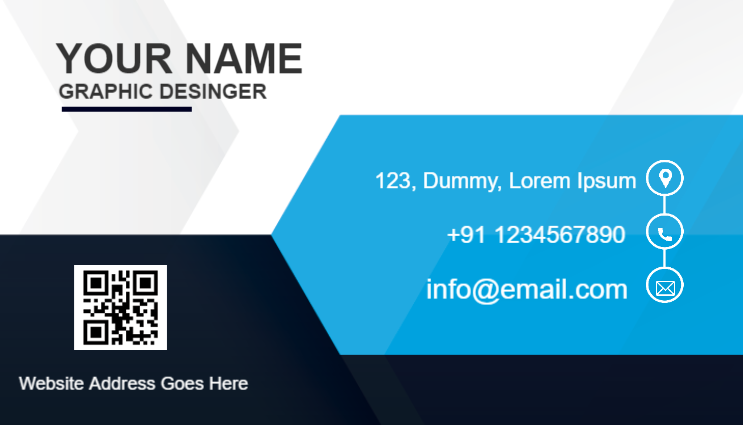 YOUR NAME
GRAPHIC DESINGER
123, Dummy, Lorem Ipsum
+91 1234567890
info@email.com
Website Address Goes Here